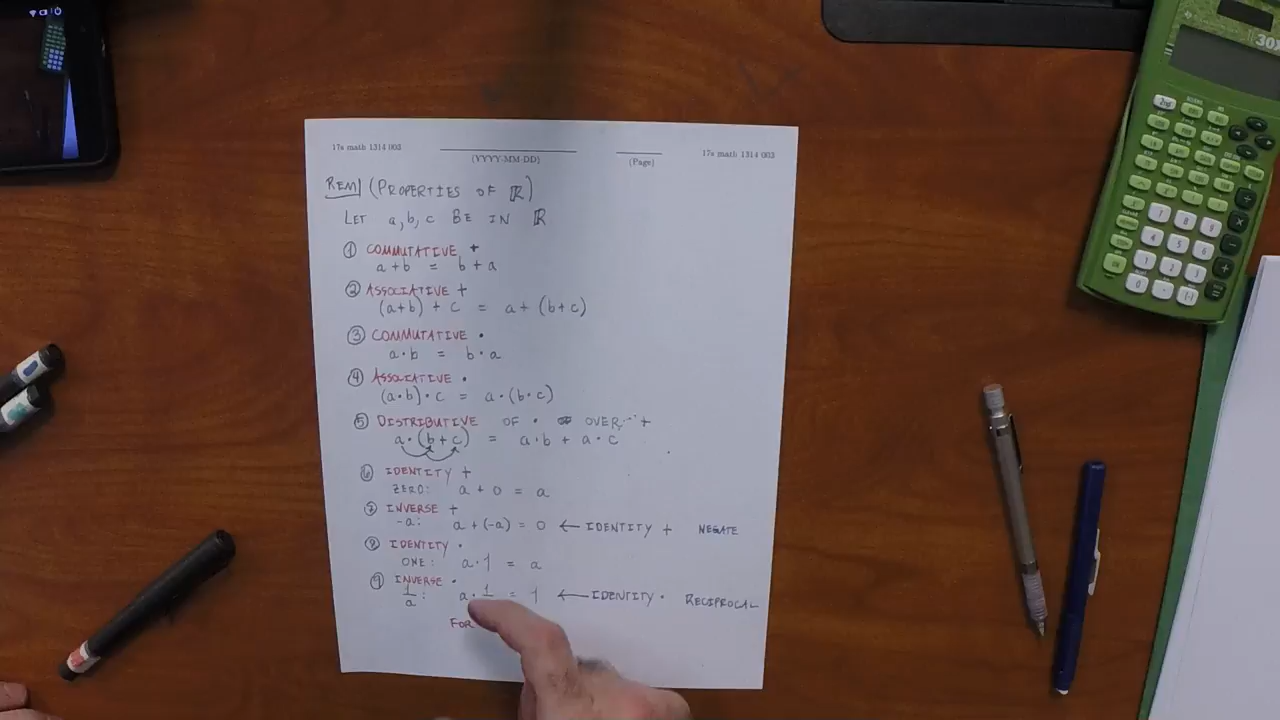 17s math 1314 003 (YYYY-MM-DD) (Page) 17s math 1314 003
REM (PROPERTIES OF ℝ)
LET a, b, c BE IN ℝ
① COMMUTATIVE +
a + b = b + a
② ASSOCIATIVE +
(a+b) + c = a + (b+c)
③ COMMUTATIVE •
a • b = b • a
④ ASSOCIATIVE •
(a•b)•c = a•(b•c)
⑤ DISTRIBUTIVE OF • OVER +
a•(b+c) = a•b + a•c
⑥ IDENTITY +
ZERO: a + 0 = a
⑦ INVERSE +
-a: a + (-a) = 0 ← IDENTITY + NEGATE
⑧ IDENTITY •
ONE: a • 1 = a
⑨ INVERSE •
1/a: a • 1/ = 1 ← IDENTITY • RECIPROCAL
FOR
30X